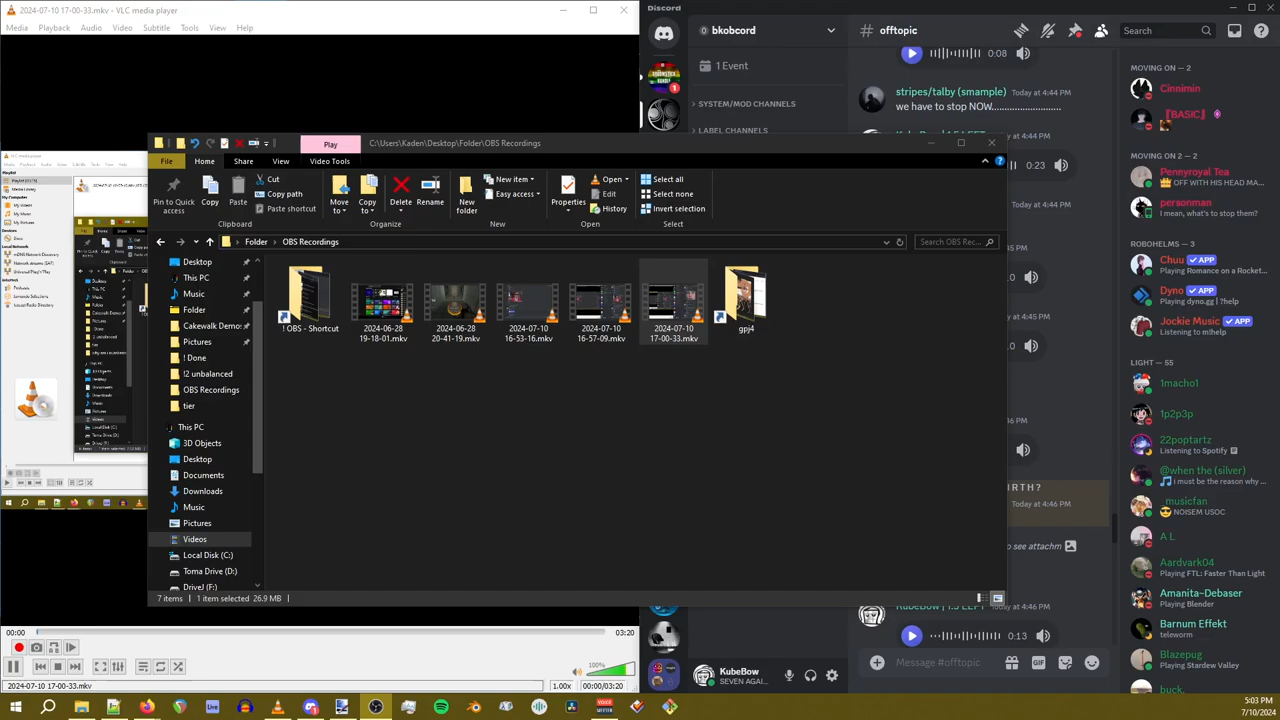 2024-07-10 17-00-33.mkv - VLC media player
Media Playback Audio Video Subtitle Tools View Help
Discord
bkobcord
1 Event
SYSTEM/MOD CHANNELS
LABEL CHANNELS
# offtopic
Search
0:08
stripes/talby (smample) Today at 4:44 PM
we have to stop NOW
Today at 4:44 PM
0:23
Today at 4:46 PM
to see attachm
Today at 4:46 PM
KubeBow | 1.5 LEFT
0:13
Message #offtopic
KubeBow
SEVEN AGAI...
MOVING ON — 2
Cinnimin
『BASIC』
MOVING ON — 2
Pennyroyal Tea
OFF WITH HER HEAD MA...
personman
I mean, what's to stop them?
ROBOHELMS — 3
Chuu APP
Playing Romance on a Rocket...
Dyno APP
Playing dyno.gg | ?help
Jockie Music APP
Listening to m!help
LIGHT — 55
1macho1
1p2p3p
22poptartz
Listening to Spotify
@when the (silver)
I must be the reason why ...
_musicfan
NOISEM USOC
A L
Aardvark04
Playing FTL: Faster Than Light
Amanita~Debaser
Playing Blender
Barnum Effekt
teleworm
Blazepug
Playing Stardew Valley
buck.
Play
C:\Users\Kaden\Desktop\Folder\OBS Recordings
File Home Share View Video Tools
Pin to Quick access
Copy
Paste
Cut
Copy path
Paste shortcut
Clipboard
Move to
Copy to
Delete
Rename
Organize
New folder
New item
Easy access
New
Properties
Open
Edit
History
Open
Select all
Select none
Invert selection
Select
Folder OBS Recordings
Search OBS Rec...
Desktop
This PC
Music
Folder
Cakewalk Demo:
Pictures
! Done
!2 unbalanced
OBS Recordings
tier
This PC
3D Objects
Desktop
Documents
Downloads
Music
Pictures
Videos
Local Disk (C:)
Toma Drive (D:)
DriveJ (F:)
! OBS - Shortcut
2024-06-28 19-18-01.mkv
2024-06-28 20-41-19.mkv
2024-07-10 16-53-16.mkv
2024-07-10 16-57-09.mkv
2024-07-10 17-00-33.mkv
gpj4
7 items 1 item selected 26.9 MB
00:00
03:20
100%
2024-07-10 17-00-33.mkv
1.00x
00:00/03:20
Live
5:03 PM
7/10/2024